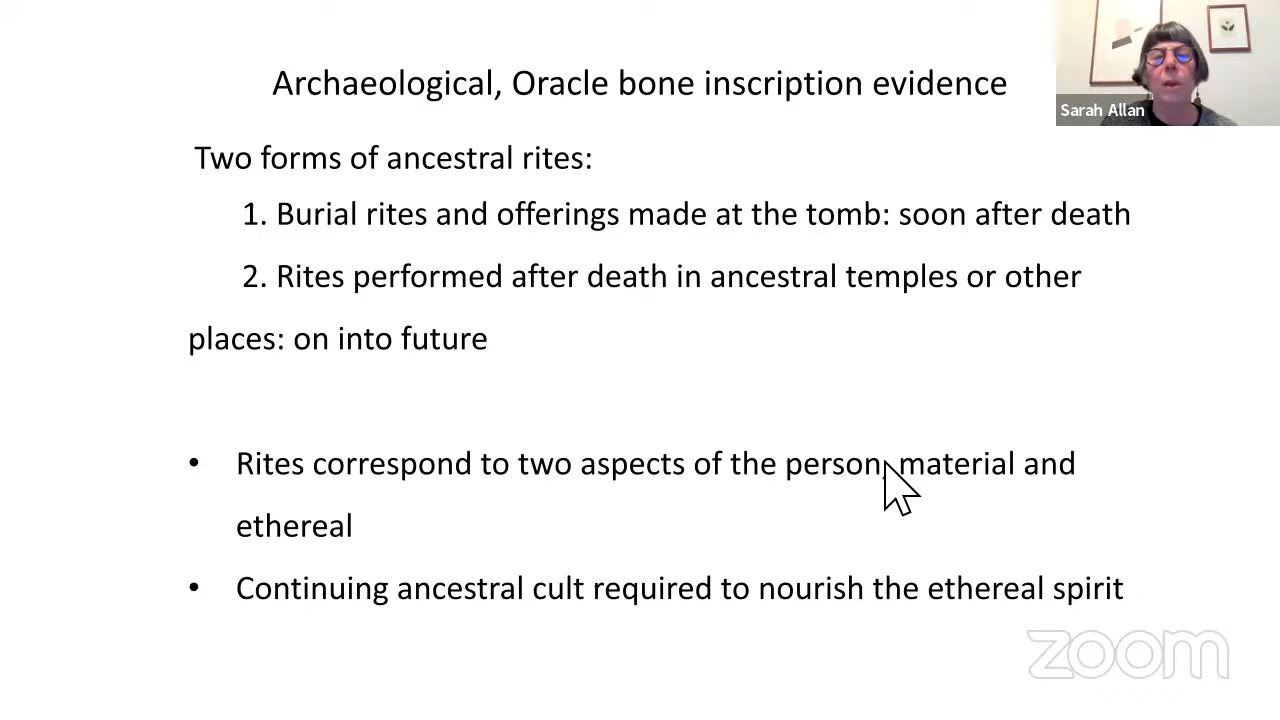 Archaeological, Oracle bone inscription evidence
Sarah Allan
Two forms of ancestral rites:
1. Burial rites and offerings made at the tomb: soon after death
2. Rites performed after death in ancestral temples or other
places: on into future
• Rites correspond to two aspects of the person, material and
ethereal
• Continuing ancestral cult required to nourish the ethereal spirit
zoom